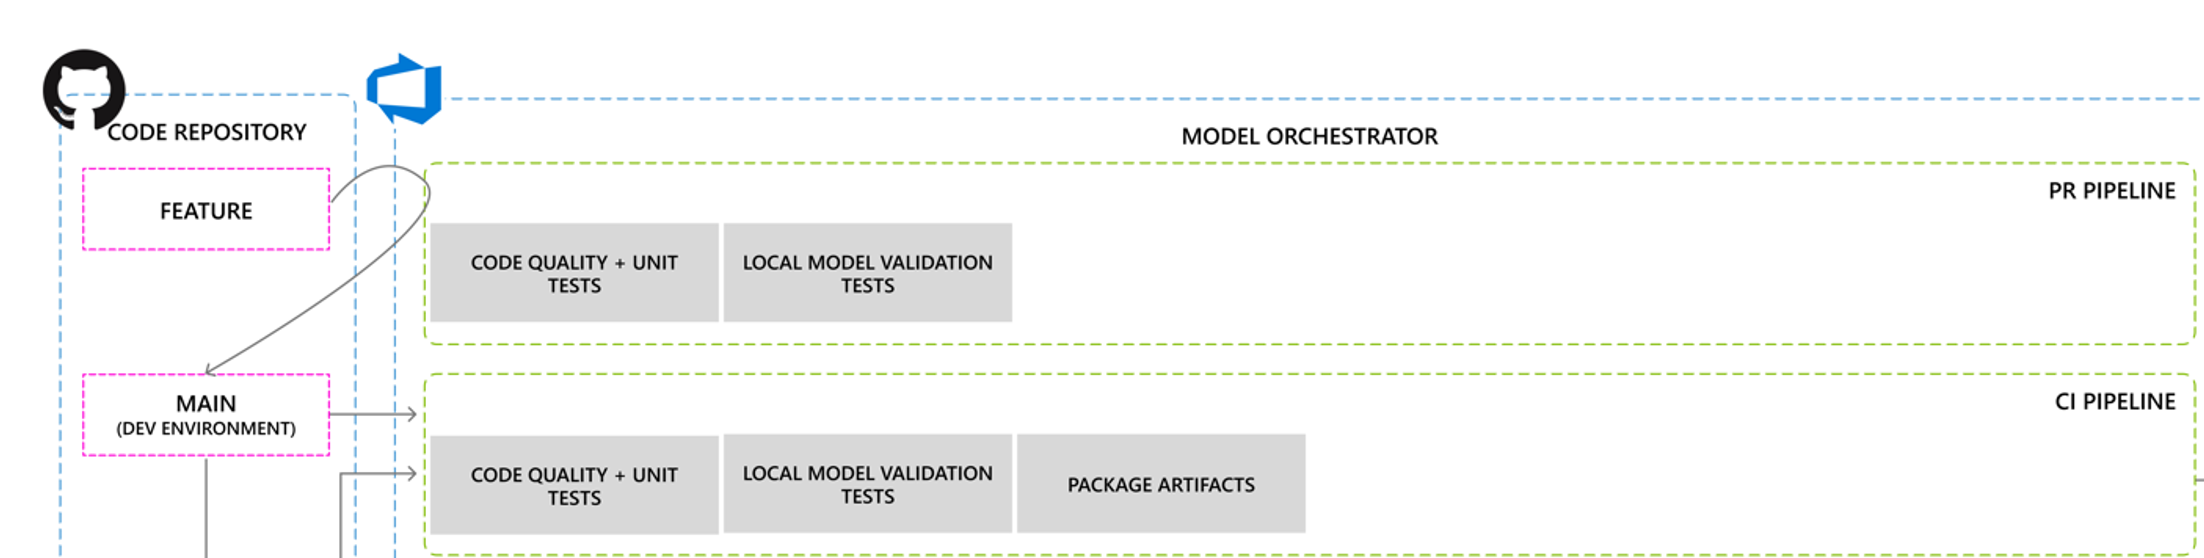 CODE REPOSITORY
MODEL ORCHESTRATOR
FEATURE
PR PIPELINE
CODE QUALITY + UNIT
TESTS
LOCAL MODEL VALIDATION
TESTS
MAIN
(DEV ENVIRONMENT)
CI PIPELINE
CODE QUALITY + UNIT
TESTS
LOCAL MODEL VALIDATION
TESTS
PACKAGE ARTIFACTS